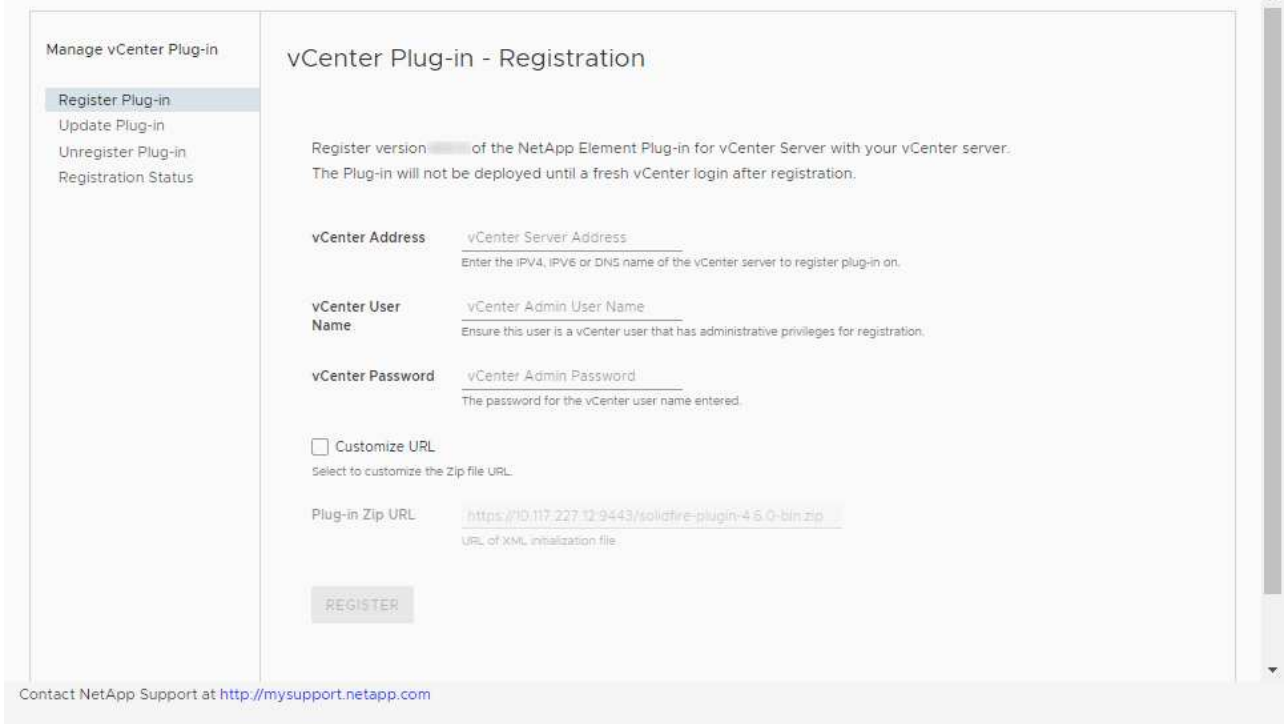 Manage vCenter Plug-in
Register Plug-in
Update Plug-in
Unregister Plug-in
Registration Status
vCenter Plug-in - Registration
Register version of the NetApp Element Plug-in for vCenter Server with your vCenter server.
The Plug-in will not be deployed until a fresh vCenter login after registration.
vCenter Address
vCenter Server Address
Enter the IPV4, IPV6 or DNS name of the vCenter server to register plug-in on.
vCenter User
Name
vCenter Admin User Name
Ensure this user is a vCenter user that has administrative privileges for registration.
vCenter Password
vCenter Admin Password
The password for the vCenter user name entered.
Customize URL
Select to customize the Zip file URL.
Plug-in Zip URL
https://10.117.227.12:9443/solidfire-plugin-4.6.0-bin.zip
URL of XML initialization file
REGISTER
Contact NetApp Support at http://mysupport.netapp.com